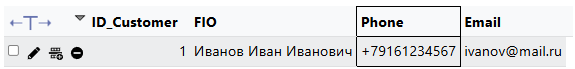 ID_Customer FIO Phone Email
1 Иванов Иван Иванович +79161234567 ivanov@mail.ru